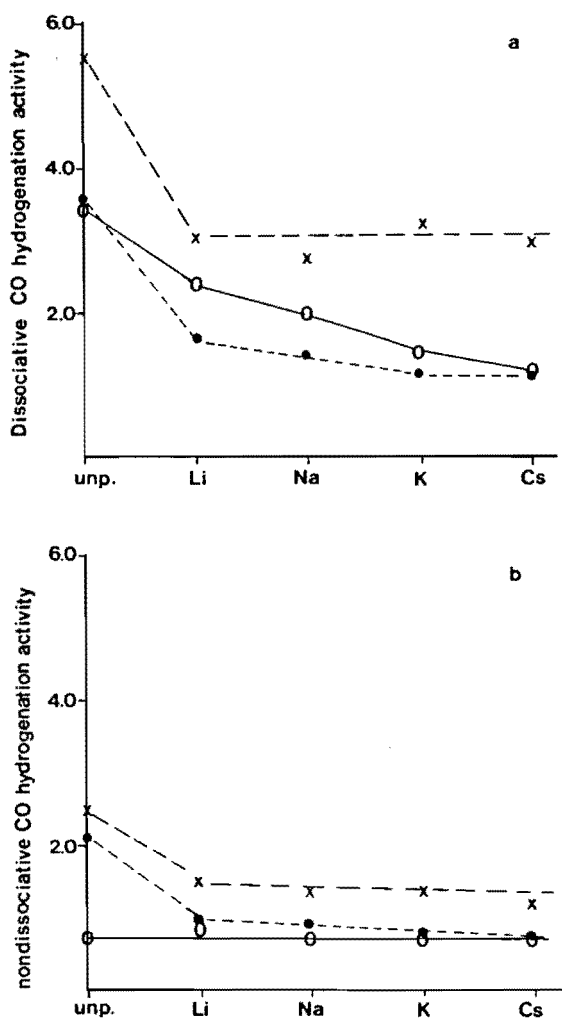 6.0
a
4.0
2.0
Dissociative CO hydrogenation activity
unp. Li Na K Cs
6.0
b
4.0
2.0
nondissociative CO hydrogenation activity
unp. Li Na K Cs